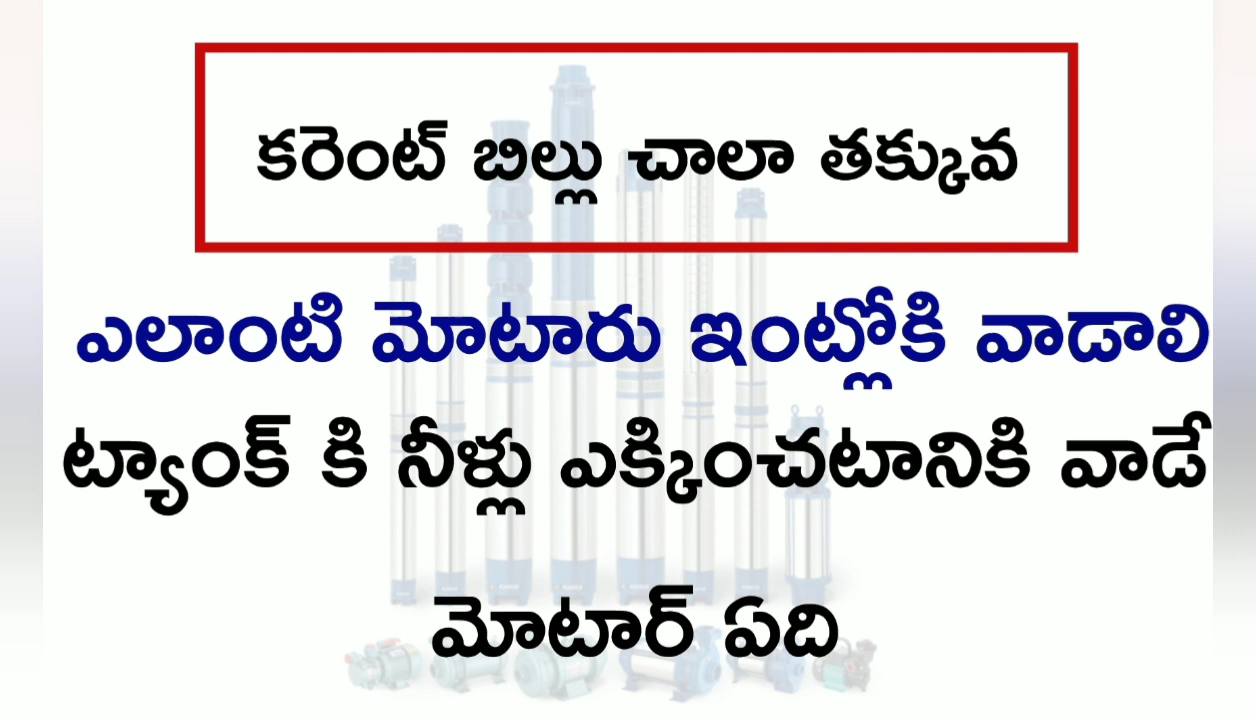 కరెంట్ బిల్లు చాలా తక్కువ
ఎలాంటి మోటారు ఇంట్లోకి వాడాలి
ట్యాంక్ కి నీళ్లు ఎక్కించటానికి వాడే
మోటార్ ఏది